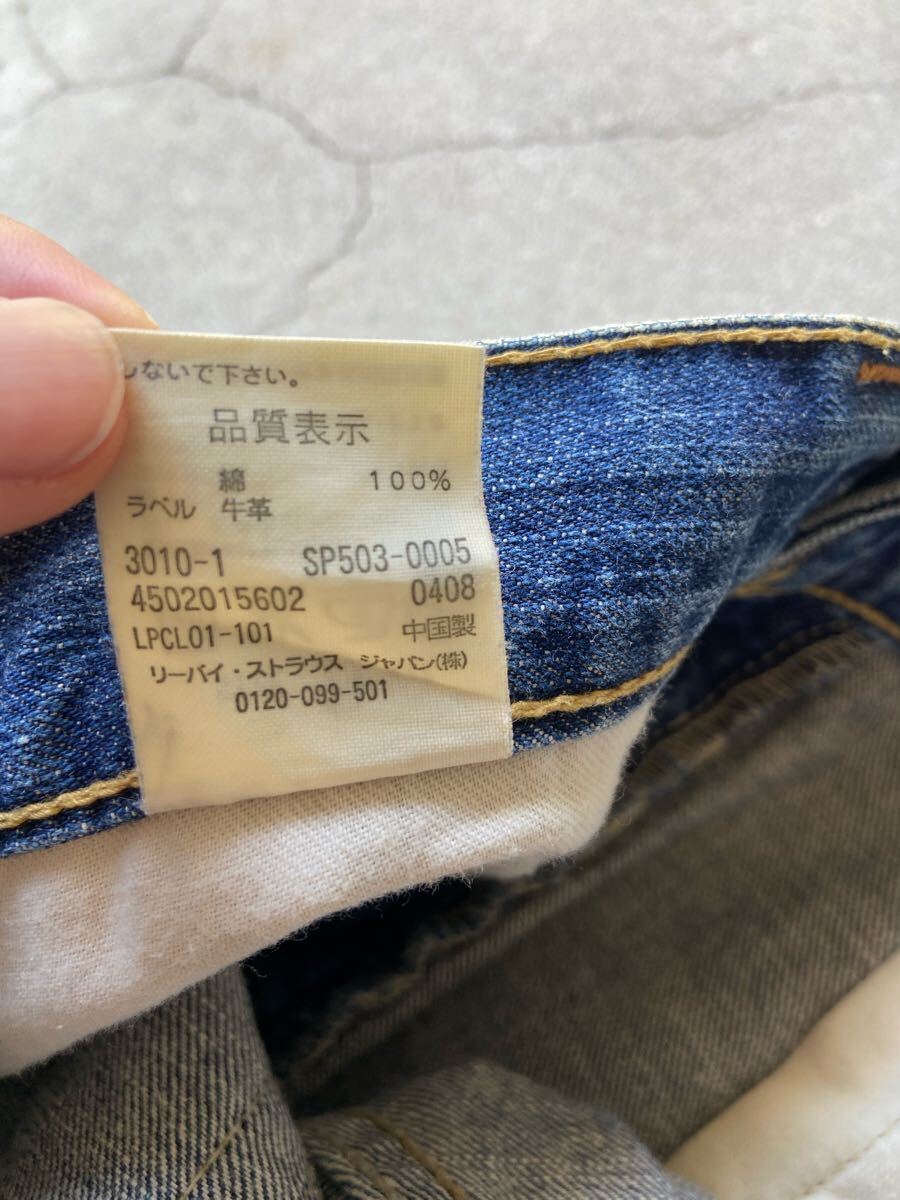 しないで下さい。
品質表示
綿 100%
ラベル 牛革
3010-1 SP503-0005
4502015602 0408
LPCL01-101 中国製
リーバイ・ストラウス ジャパン(株)
0120-099-501